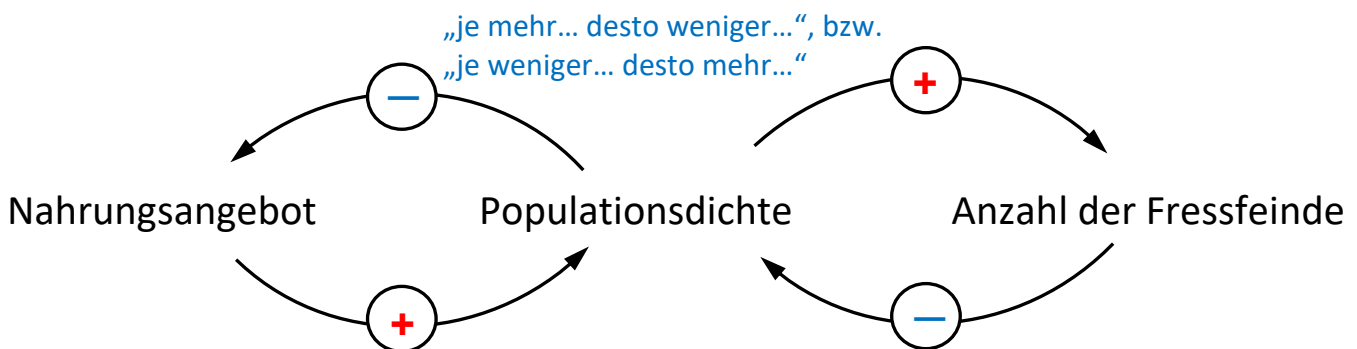 „je mehr… desto weniger…“, bzw.
„je weniger… desto mehr…“
–
+
Nahrungsangebot Populationsdichte Anzahl der Fressfeinde
+
–